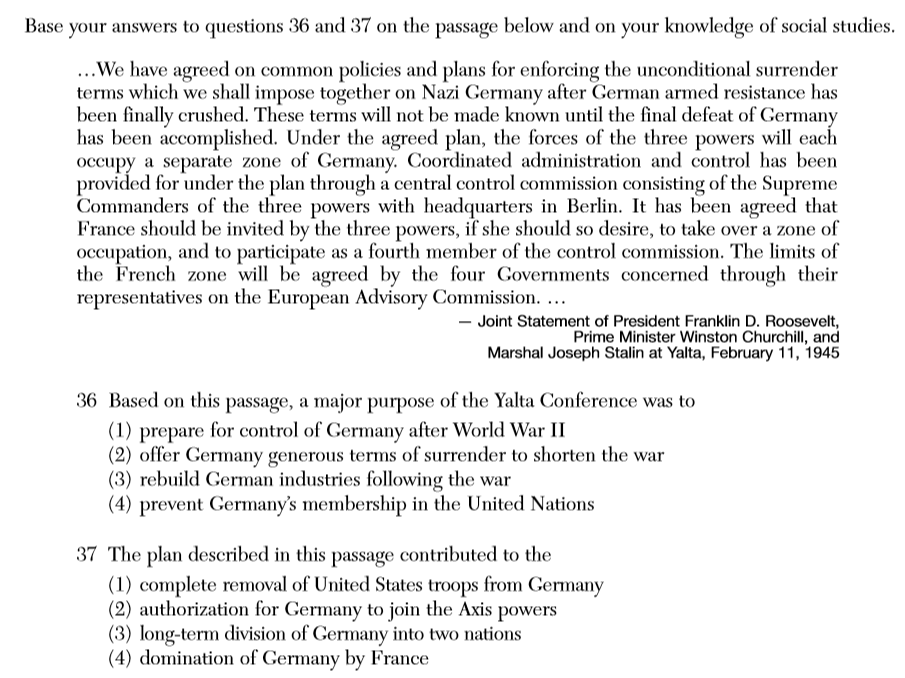 Base your answers to questions 36 and 37 on the passage below and on your knowledge of social studies.
...We have agreed on common policies and plans for enforcing the unconditional surrender
terms which we shall impose together on Nazi Germany after German armed resistance has
been finally crushed. These terms will not be made known until the final defeat of Germany
has been accomplished. Under the agreed plan, the forces of the three powers will each
occupy a separate zone of Germany. Coordinated administration and control has been
provided for under the plan through a central control commission consisting of the Supreme
Commanders of the three powers with headquarters in Berlin. It has been agreed that
France should be invited by the three powers, if she should so desire, to take over a zone of
occupation, and to participate as a fourth member of the control commission. The limits of
the French zone will be agreed by the four Governments concerned through their
representatives on the European Advisory Commission. ...
— Joint Statement of President Franklin D. Roosevelt,
Prime Minister Winston Churchill, and
Marshal Joseph Stalin at Yalta, February 11, 1945
36 Based on this passage, a major purpose of the Yalta Conference was to
(1) prepare for control of Germany after World War II
(2) offer Germany generous terms of surrender to shorten the war
(3) rebuild German industries following the war
(4) prevent Germany's membership in the United Nations
37 The plan described in this passage contributed to the
(1) complete removal of United States troops from Germany
(2) authorization for Germany to join the Axis powers
(3) long-term division of Germany into two nations
(4) domination of Germany by France